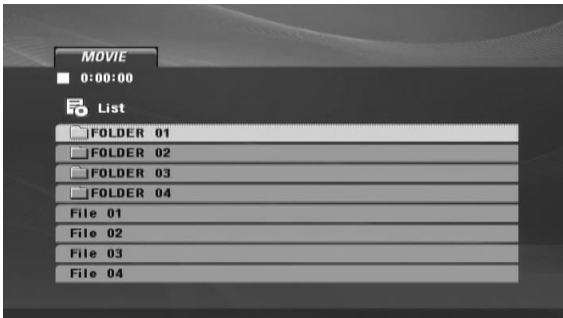 MOVIE
0:00:00
List
FOLDER 01
FOLDER 02
FOLDER 03
FOLDER 04
File 01
File 02
File 03
File 04